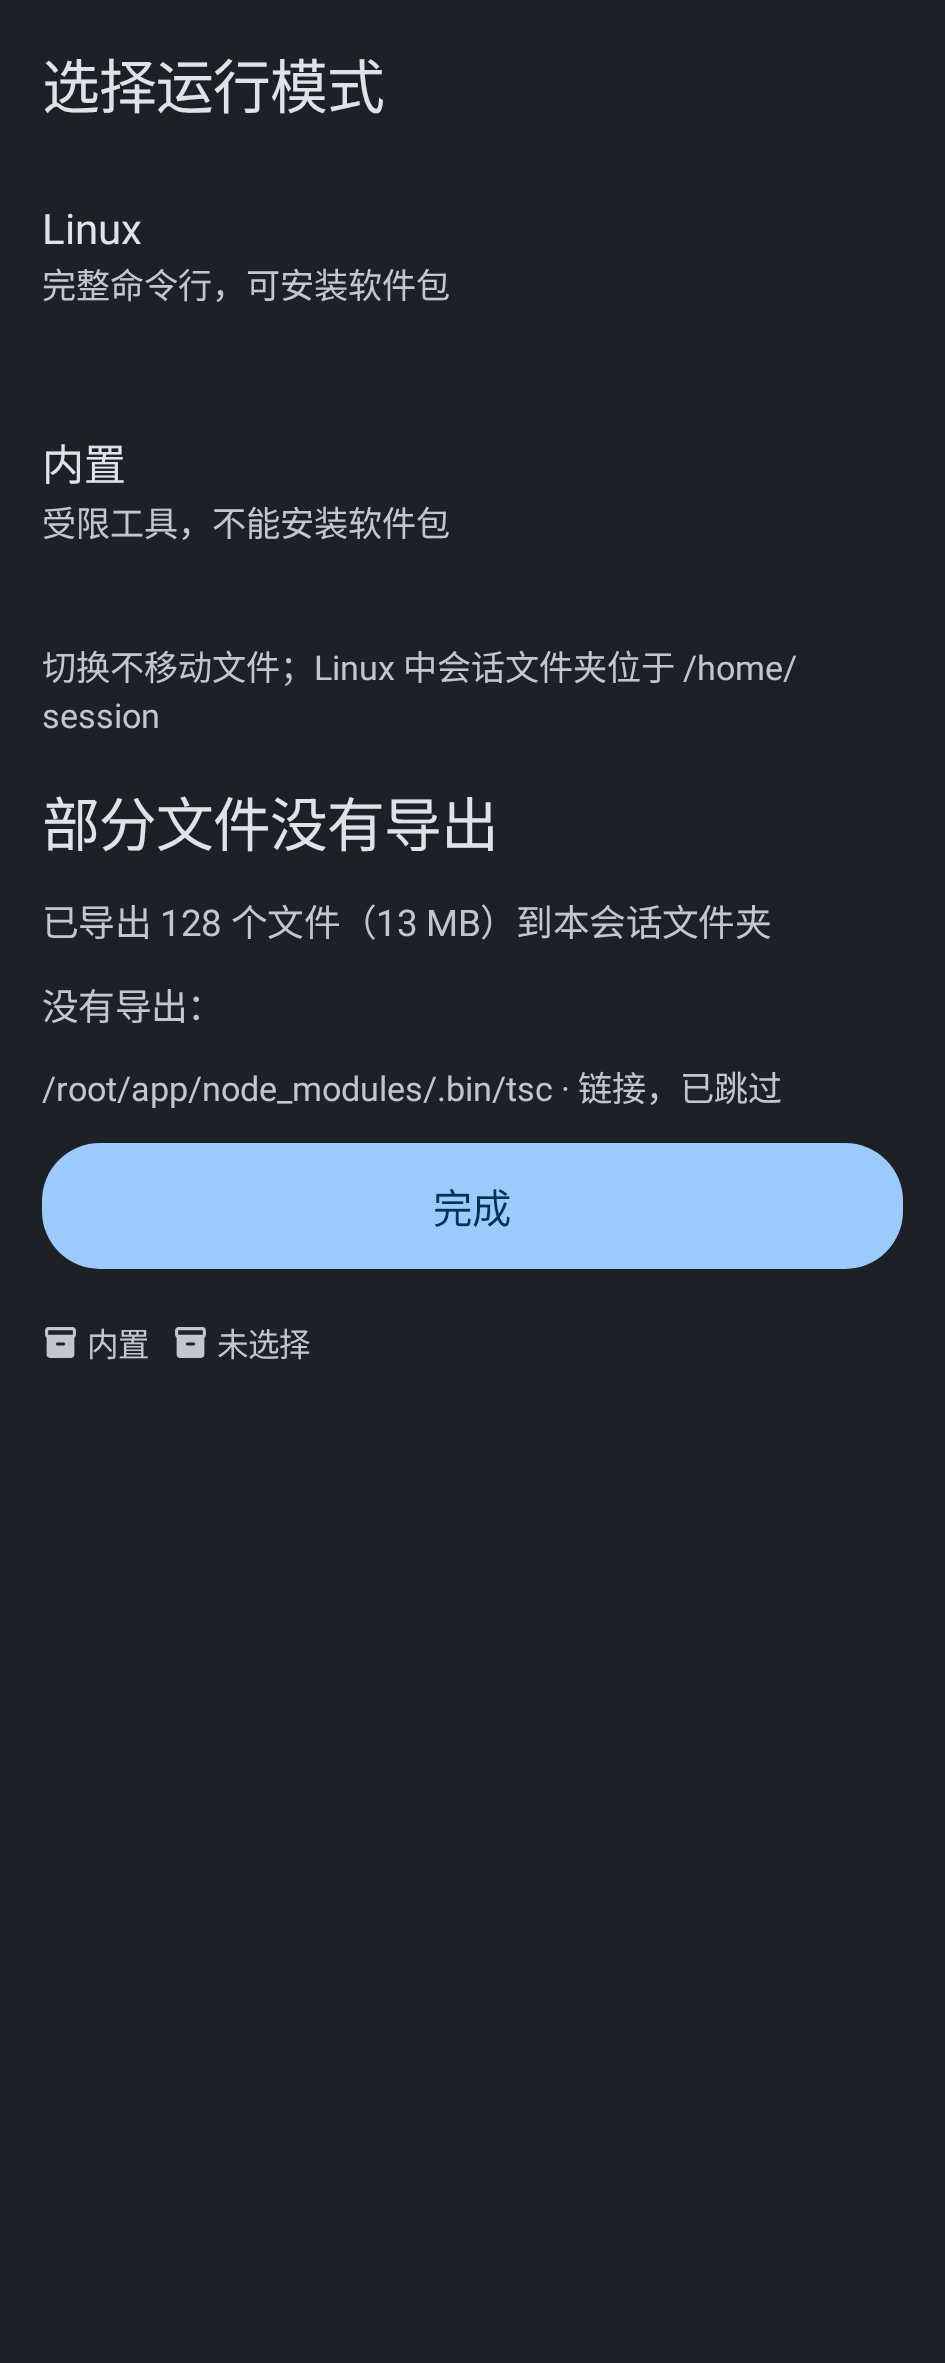 选择运行模式
Linux
完整命令行，可安装软件包
内置
受限工具，不能安装软件包
切换不移动文件；Linux 中会话文件夹位于 /home/
session
部分文件没有导出
已导出 128 个文件（13 MB）到本会话文件夹
没有导出：
/root/app/node_modules/.bin/tsc · 链接，已跳过
完成
内置 未选择